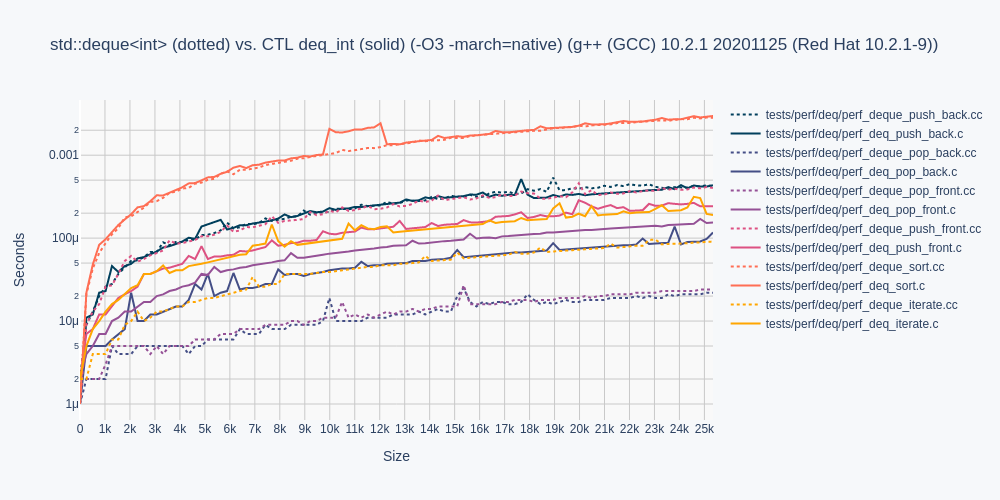 std::deque<int> (dotted) vs. CTL deq_int (solid) (-O3 -march=native) (g++ (GCC) 10.2.1 20201125 (Red Hat 10.2.1-9))
2
0.001
5
2
100μ
5
2
10μ
5
2
1μ
Seconds
0 1k 2k 3k 4k 5k 6k 7k 8k 9k 10k 11k 12k 13k 14k 15k 16k 17k 18k 19k 20k 21k 22k 23k 24k 25k
Size
tests/perf/deq/perf_deque_push_back.cc
tests/perf/deq/perf_deq_push_back.c
tests/perf/deq/perf_deque_pop_back.cc
tests/perf/deq/perf_deq_pop_back.c
tests/perf/deq/perf_deque_pop_front.cc
tests/perf/deq/perf_deq_pop_front.c
tests/perf/deq/perf_deque_push_front.cc
tests/perf/deq/perf_deq_push_front.c
tests/perf/deq/perf_deque_sort.cc
tests/perf/deq/perf_deq_sort.c
tests/perf/deq/perf_deque_iterate.cc
tests/perf/deq/perf_deq_iterate.c